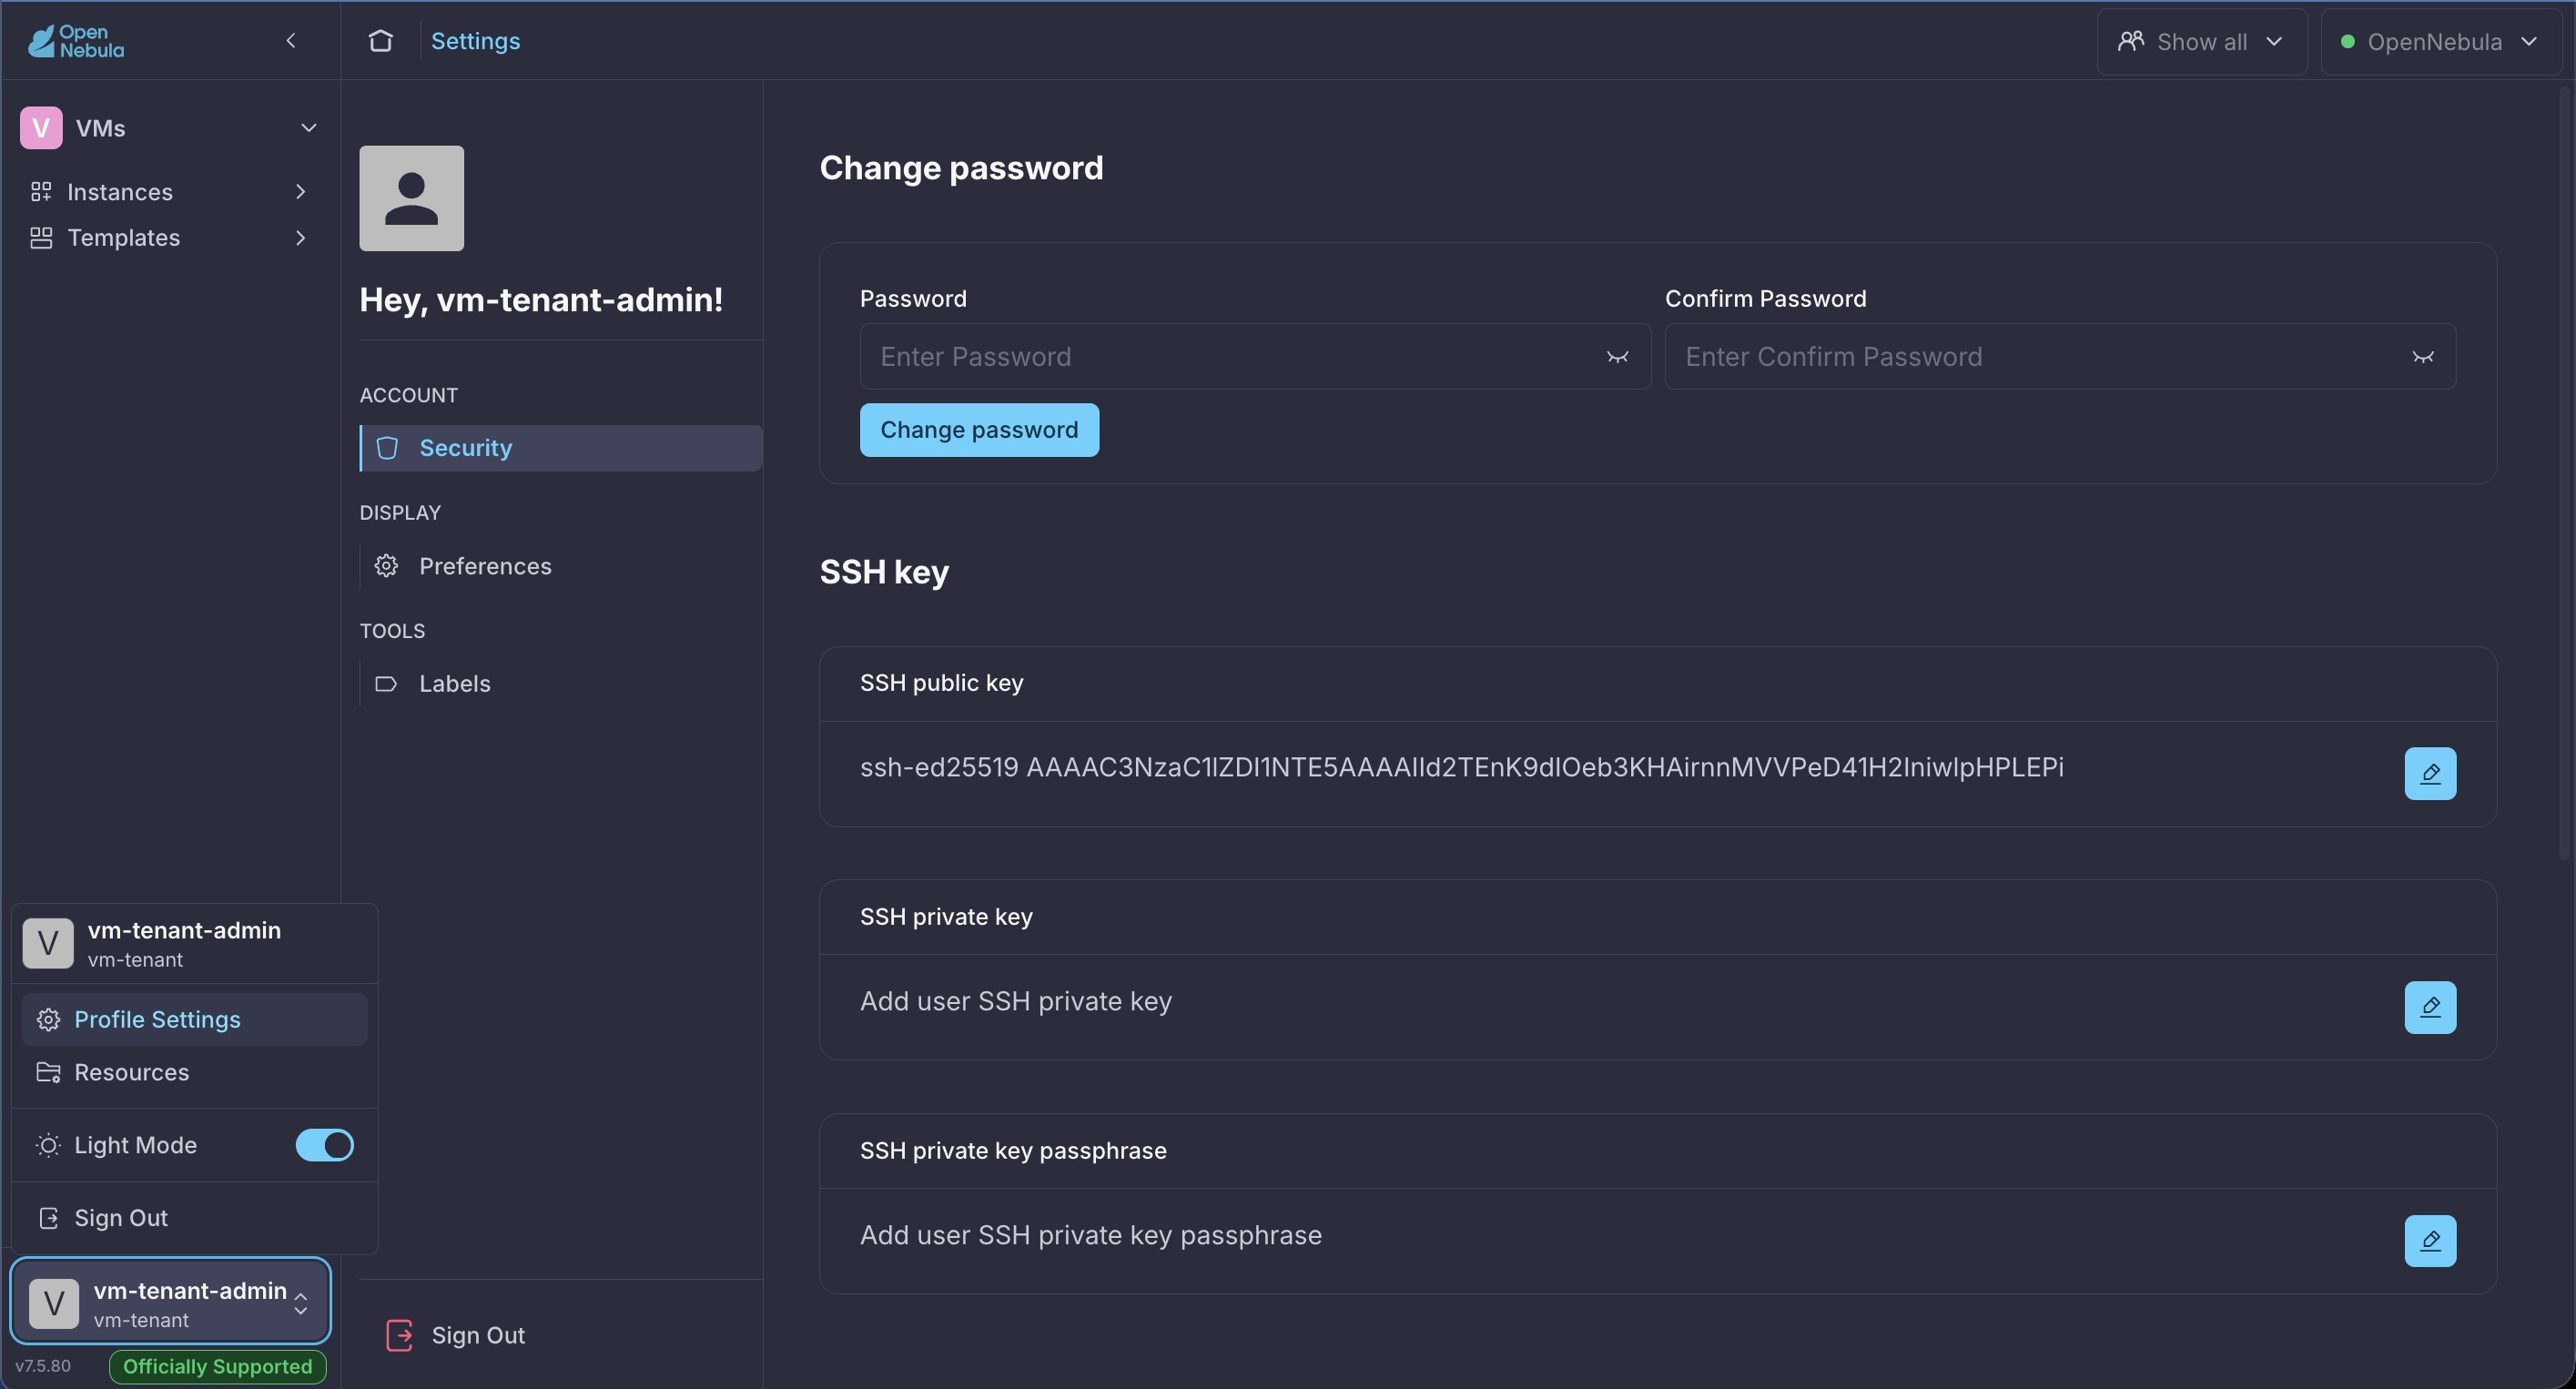 Open
Nebula
Settings
Show all
OpenNebula
V
VMs
Instances
Templates
Hey, vm-tenant-admin!
ACCOUNT
Security
DISPLAY
Preferences
TOOLS
Labels
Sign Out
Change password
Password
Confirm Password
Enter Password
Enter Confirm Password
Change password
SSH key
SSH public key
ssh-ed25519 AAAAC3NzaC1lZDI1NTE5AAAAIId2TEnK9dIOeb3KHAirnnMVVPeD41H2IniwIpHPLEPi
SSH private key
Add user SSH private key
SSH private key passphrase
Add user SSH private key passphrase
V
vm-tenant-admin
vm-tenant
Profile Settings
Resources
Light Mode
Sign Out
V
vm-tenant-admin
vm-tenant
v7.5.80
Officially Supported